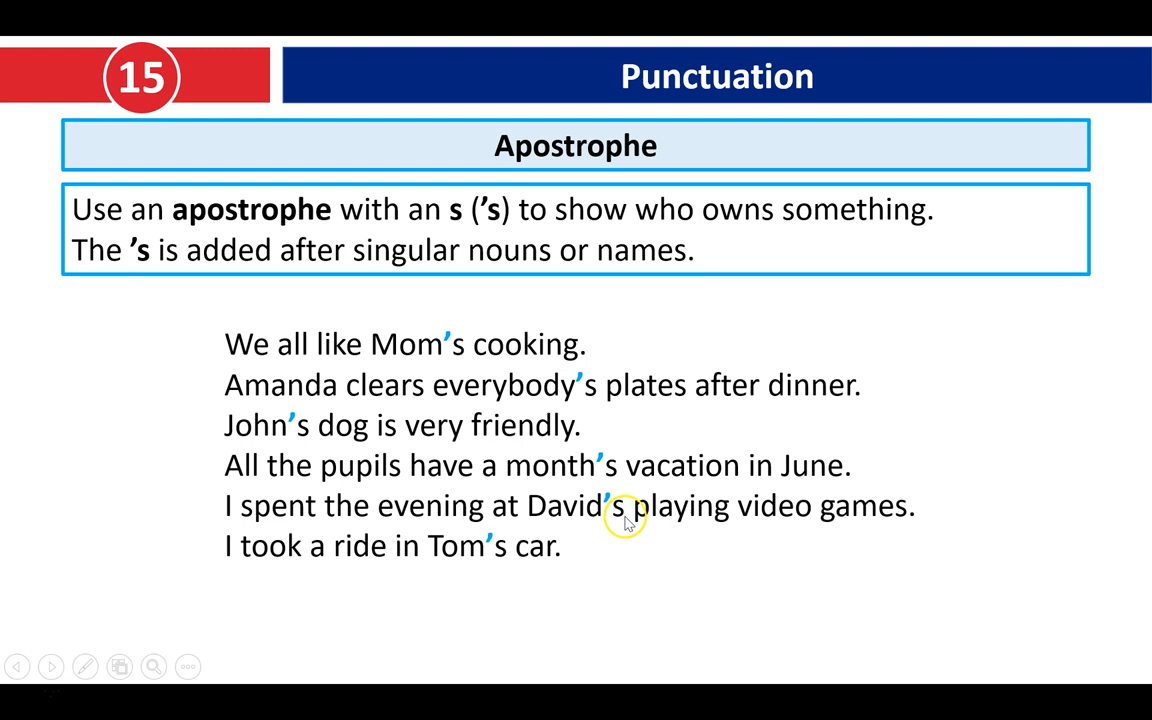 15
Punctuation
Apostrophe
Use an apostrophe with an s (’s) to show who owns something.
The ’s is added after singular nouns or names.
We all like Mom’s cooking.
Amanda clears everybody’s plates after dinner.
John’s dog is very friendly.
All the pupils have a month’s vacation in June.
I spent the evening at David’s playing video games.
I took a ride in Tom’s car.